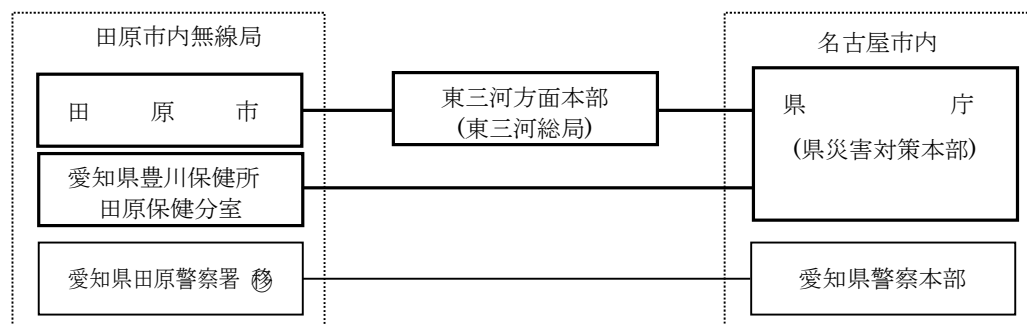 田原市内無線局
田原市
愛知県豊川保健所
田原保健分室
愛知県田原警察署 移
東三河方面本部
(東三河総局)
名古屋市内
県庁
(県災害対策本部)
愛知県警察本部